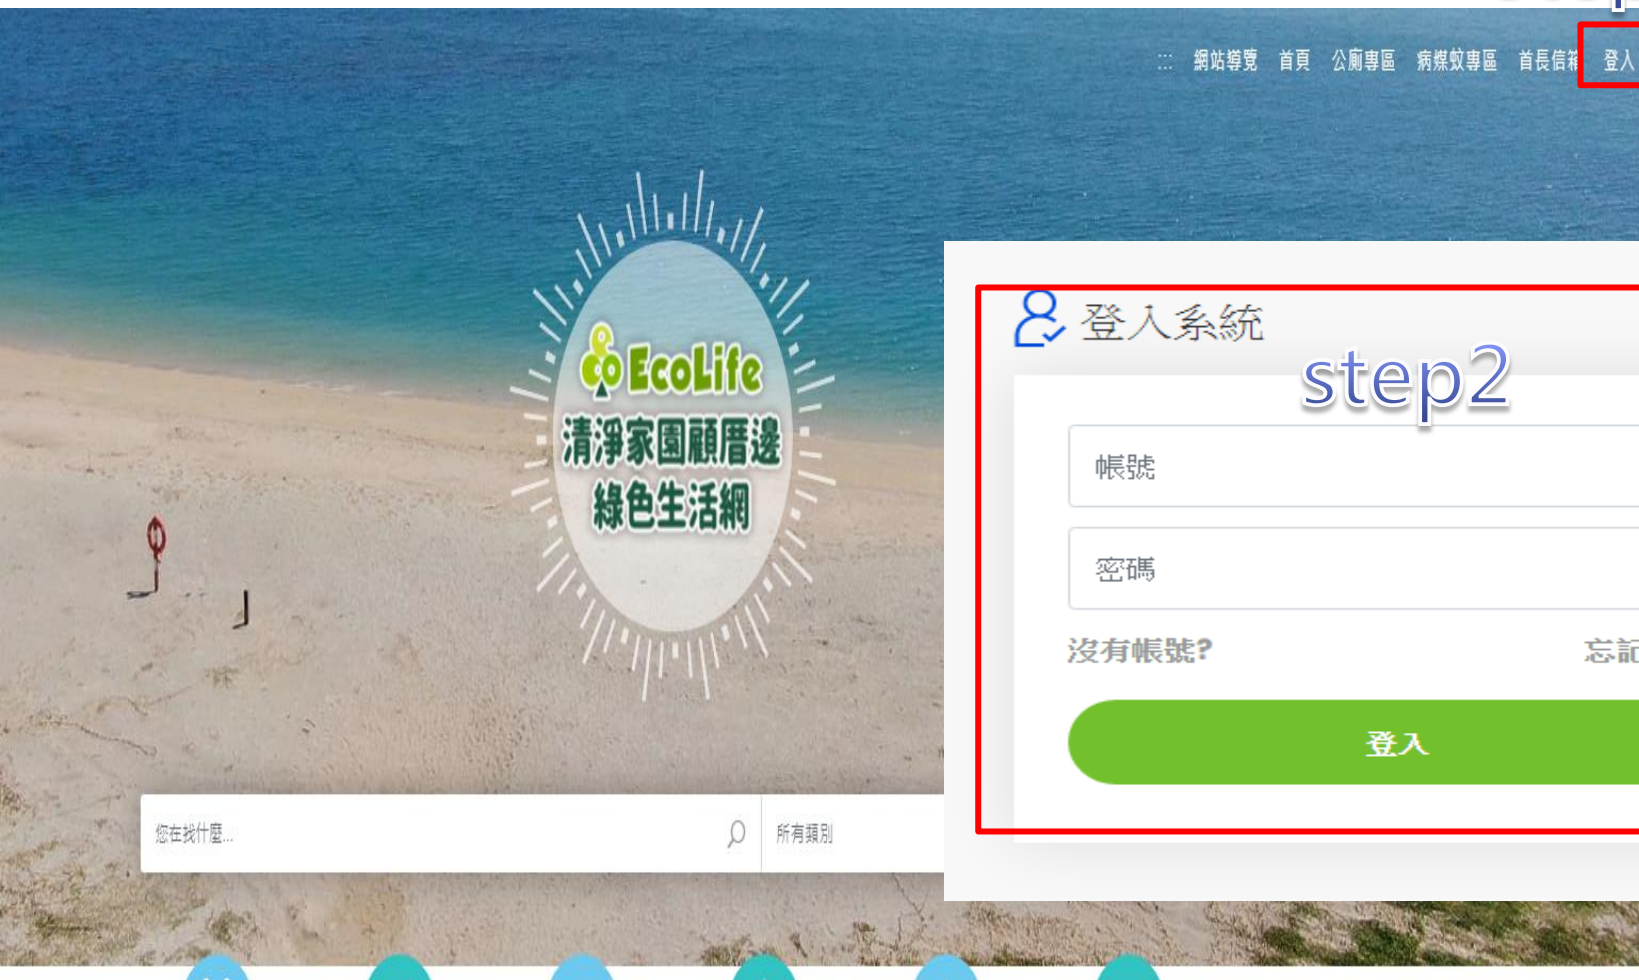 ::: 網站導覽 首頁 公廁專區 病媒蚊專區 首長信箱 登入
EcoLife
清淨家園顧厝邊
綠色生活網
登入系統
step2
帳號
密碼
沒有帳號?
登入
您在找什麼...
所有類別